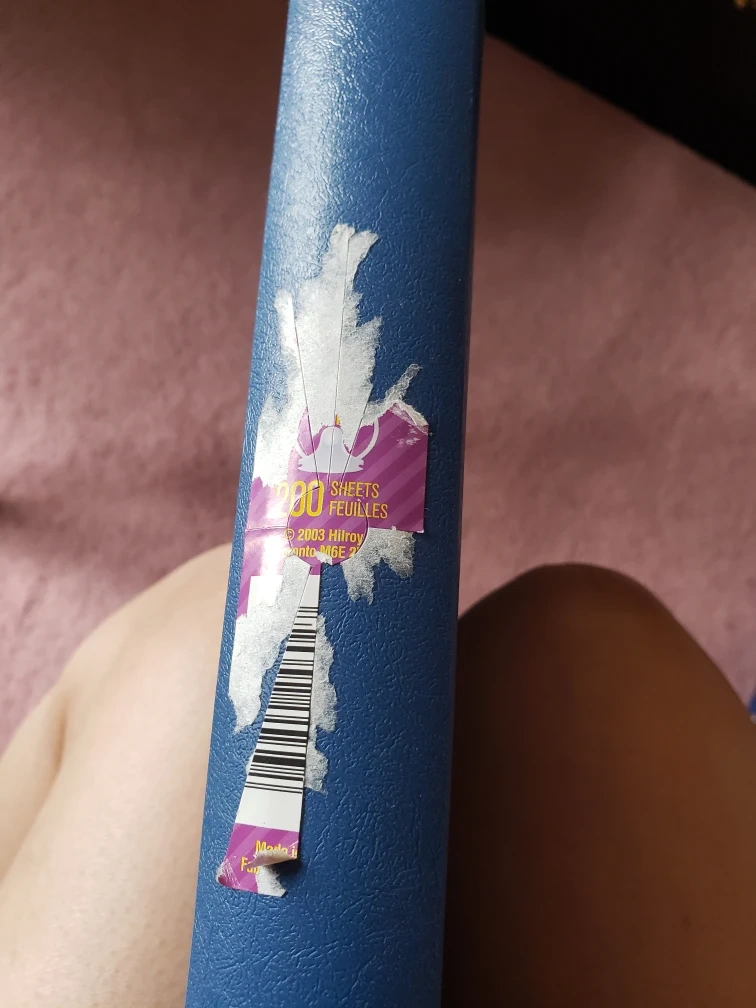 200 SHEETS
FEUILLES
© 2003 Hilroy
M6E
Made